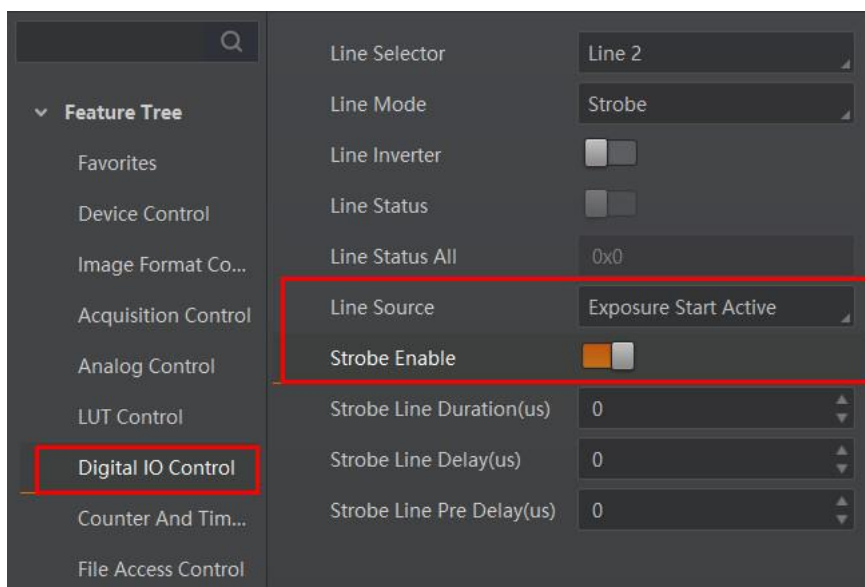 Feature Tree
Favorites
Device Control
Image Format Co...
Acquisition Control
Analog Control
LUT Control
Digital IO Control
Counter And Tim...
File Access Control
Line Selector Line 2
Line Mode Strobe
Line Inverter
Line Status
Line Status All 0x0
Line Source Exposure Start Active
Strobe Enable
Strobe Line Duration(us) 0
Strobe Line Delay(us) 0
Strobe Line Pre Delay(us) 0